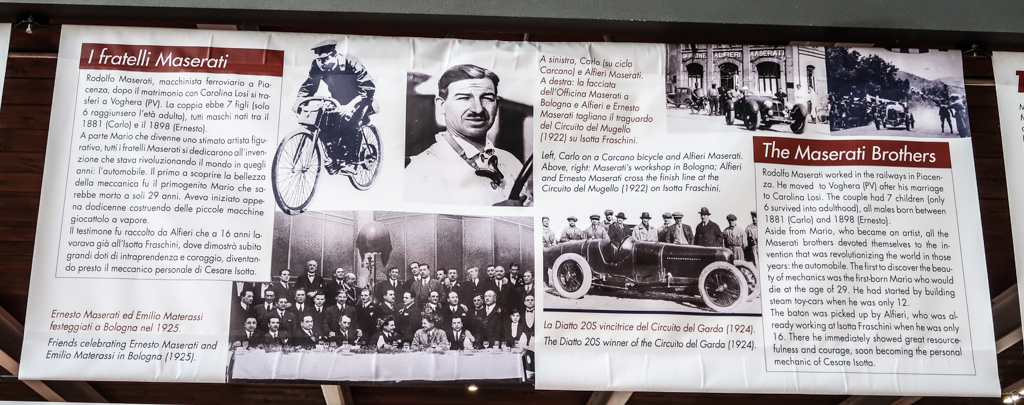 I fratelli Maserati
Rodolfo Maserati, macchinista ferroviario a Pia-
cenza, dopo il matrimonio con Carolina Losi si tra-
sferì a Voghera (PV). La coppia ebbe 7 figli (solo
6 raggiunsero l'età adulta), tutti maschi nati tra il
1881 (Carlo) e il 1898 (Ernesto).
A parte Mario che divenne uno stimato artista figu-
rativo, tutti i fratelli Maserati si dedicarono all'inven-
zione che stava rivoluzionando il mondo in quegli
anni: l'automobile. Il primo a scoprire la bellezza
della meccanica fu il primogenito Mario che sa-
rebbe morto a soli 29 anni. Aveva iniziato appe-
na dodicenne costruendo delle piccole macchine
giocattolo a vapore.
Il testimone fu raccolto da Alfieri che a 16 anni la-
vorava già all'Isotta Fraschini, dove dimostrò subito
grandi doti di intraprendenza e coraggio, diventan-
do presto il meccanico personale di Cesare Isotta.
Ernesto Maserati ed Emilio Materassi
festeggiati a Bologna nel 1925.
Friends celebrating Ernesto Maserati and
Emilio Materassi in Bologna (1925).
A sinistra, Carlo (su ciclo
Carcano) e Alfieri Maserati.
A destra: la facciata
dell'Officina Maserati a
Bologna e Alfieri e Ernesto
Maserati tagliano il traguardo
del Circuito del Mugello
(1922) su Isotta Fraschini.
Left, Carlo on a Carcano bicycle and Alfieri Maserati.
Above, right: Maserati's workshop in Bologna; Alfieri
and Ernesto Maserati cross the finish line at the
Circuito del Mugello (1922) on Isotta Fraschini.
La Diatto 20S vincitrice del Circuito del Garda (1924).
The Diatto 20S winner of the Circuito del Garda (1924).
ALFIERI MASERATI
The Maserati Brothers
Rodolfo Maserati worked in the railways in Piacen-
za. He moved to Voghera (PV) after his marriage
to Carolina Losi. The couple had 7 children (only
6 survived into adulthood), all males born between
1881 (Carlo) and 1898 (Ernesto).
Aside from Mario, who became an artist, all the
Maserati brothers devoted themselves to the in-
vention that was revolutionizing the world in those
years: the automobile. The first to discover the beau-
ty of mechanics was the first-born Mario who would
die at the age of 29. He had started by building
steam toy-cars when he was only 12.
The baton was picked up by Alfieri, who was al-
ready working at Isotta Fraschini when he was only
16. There he immediately showed great resource-
fulness and courage, soon becoming the personal
mechanic of Cesare Isotta.